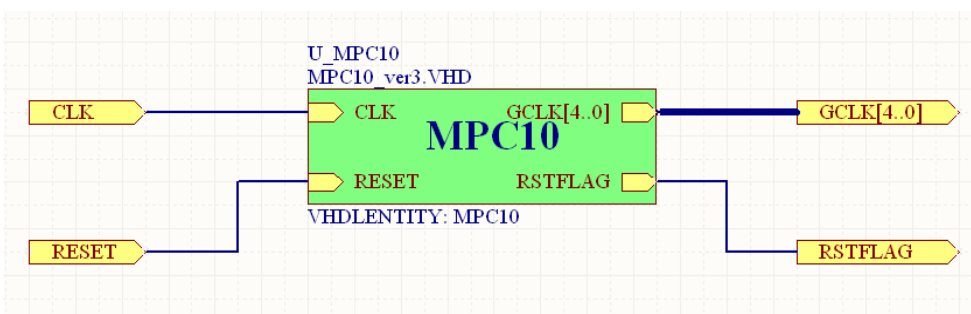 U_MPC10
MPC10_ver3.VHD
CLK
CLK
GCLK[4..0]
GCLK[4..0]
MPC10
RESET
RSTFLAG
VHDLENTITY: MPC10
RESET
RSTFLAG